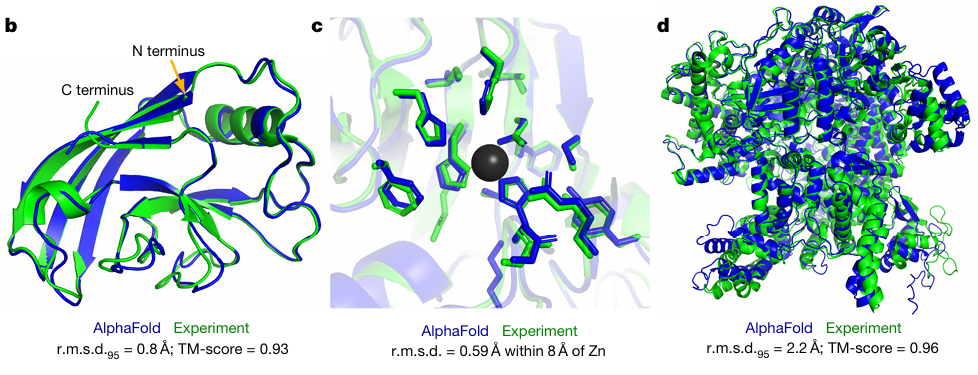 b
N terminus
C terminus
AlphaFold Experiment
r.m.s.d.95 = 0.8 Å; TM-score = 0.93
c
AlphaFold Experiment
r.m.s.d. = 0.59 Å within 8 Å of Zn
d
AlphaFold Experiment
r.m.s.d.95 = 2.2 Å; TM-score = 0.96